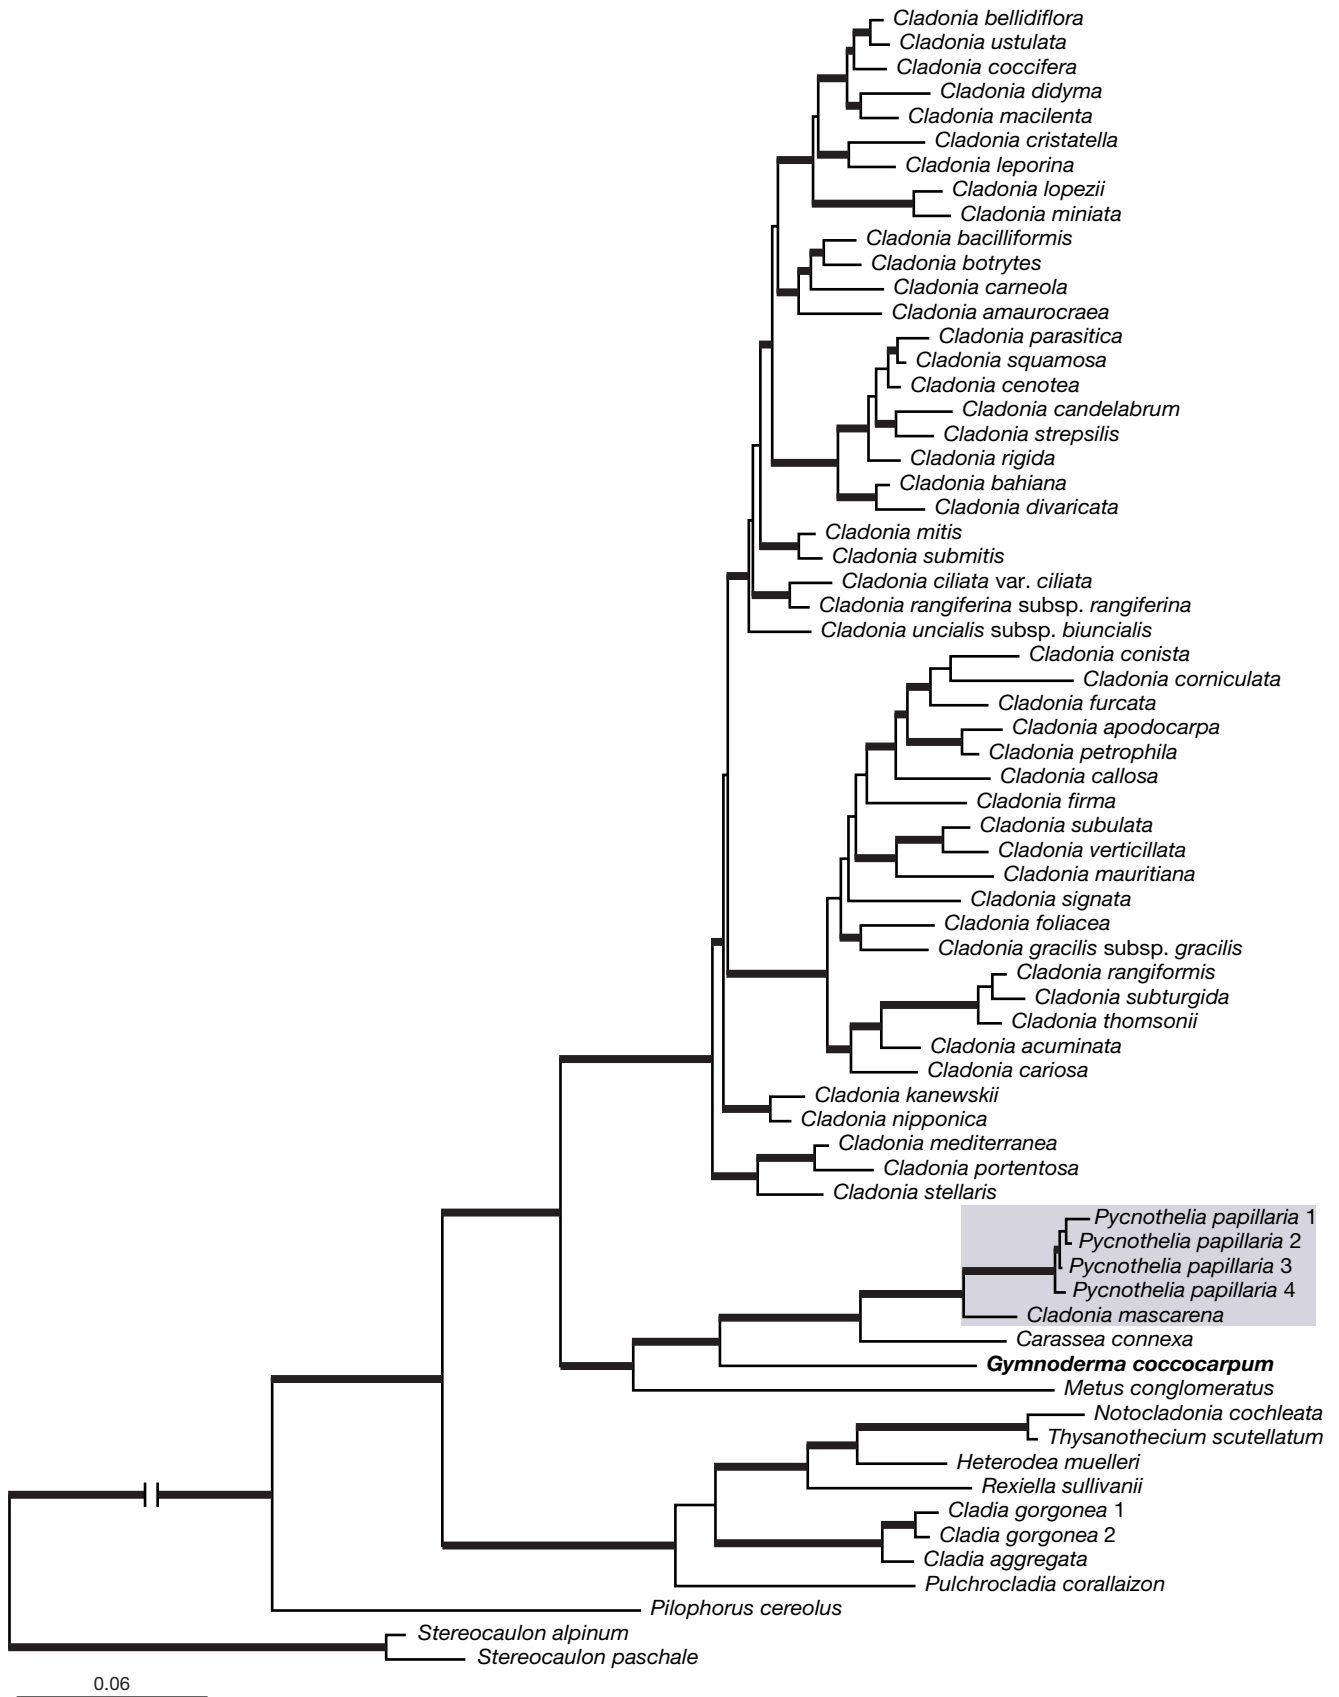 Cladonia bellidiflora
Cladonia ustulata
Cladonia coccifera
Cladonia didyma
Cladonia macilenta
Cladonia cristatella
Cladonia leporina
Cladonia lopezii
Cladonia miniata
Cladonia bacilliformis
Cladonia botrytes
Cladonia carneola
Cladonia amaurocraea
Cladonia parasitica
Cladonia squamosa
Cladonia cenotea
Cladonia candelabrum
Cladonia strepsilis
Cladonia rigida
Cladonia bahiana
Cladonia divaricata
Cladonia mitis
Cladonia submitis
Cladonia ciliata var. ciliata
Cladonia rangiferina subsp. rangiferina
Cladonia uncialis subsp. biuncialis
Cladonia conista
Cladonia corniculata
Cladonia furcata
Cladonia apodocarpa
Cladonia petrophila
Cladonia callosa
Cladonia firma
Cladonia subulata
Cladonia verticillata
Cladonia mauritiana
Cladonia signata
Cladonia foliacea
Cladonia gracilis subsp. gracilis
Cladonia rangiformis
Cladonia subturgida
Cladonia thomsonii
Cladonia acuminata
Cladonia cariosa
Cladonia kanewskii
Cladonia nipponica
Cladonia mediterranea
Cladonia portentosa
Cladonia stellaris
Pycnothelia papillaria 1
Pycnothelia papillaria 2
Pycnothelia papillaria 3
Pycnothelia papillaria 4
Cladonia mascarena
Carassea connexa
Gymnoderma coccocarpum
Metus conglomeratus
Notocladonia cochleata
Thysanothecium scutellatum
Heterodea muelleri
Rexiella sullivanii
Cladia gorgonea 1
Cladia gorgonea 2
Cladia aggregata
Pulchrocladia corallaizon
Pilophorus cereolus
Stereocaulon alpinum
Stereocaulon paschale
0.06